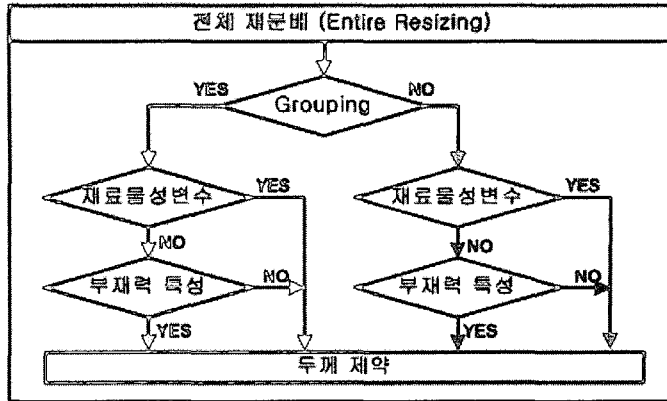 전체 재분배 (Entire Resizing)
YES
NO
Grouping
재료물성변수
YES
재료물성변수
YES
NO
NO
부재력 특성
NO
부재력 특성
NO
YES
YES
두께 제약